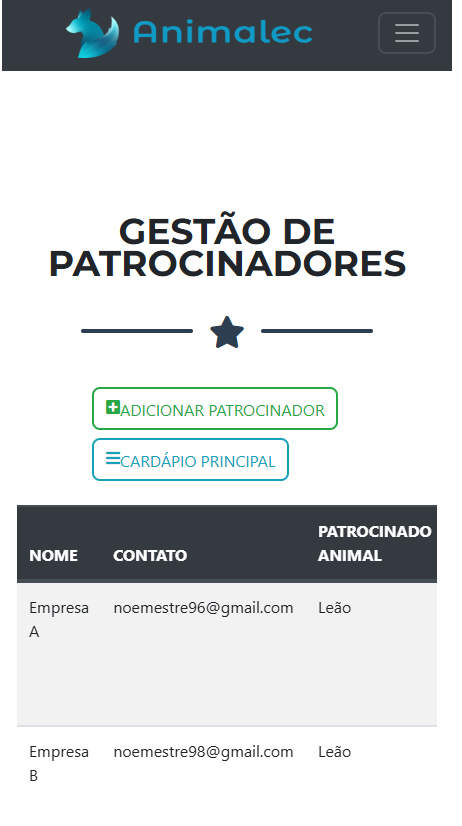 Animalec
GESTÃO DE
PATROCINADORES
ADICIONAR PATROCINADOR
CARDÁPIO PRINCIPAL
NOME CONTATO PATROCINADO ANIMAL
Empresa A noemestre96@gmail.com Leão
Empresa B noemestre98@gmail.com Leão